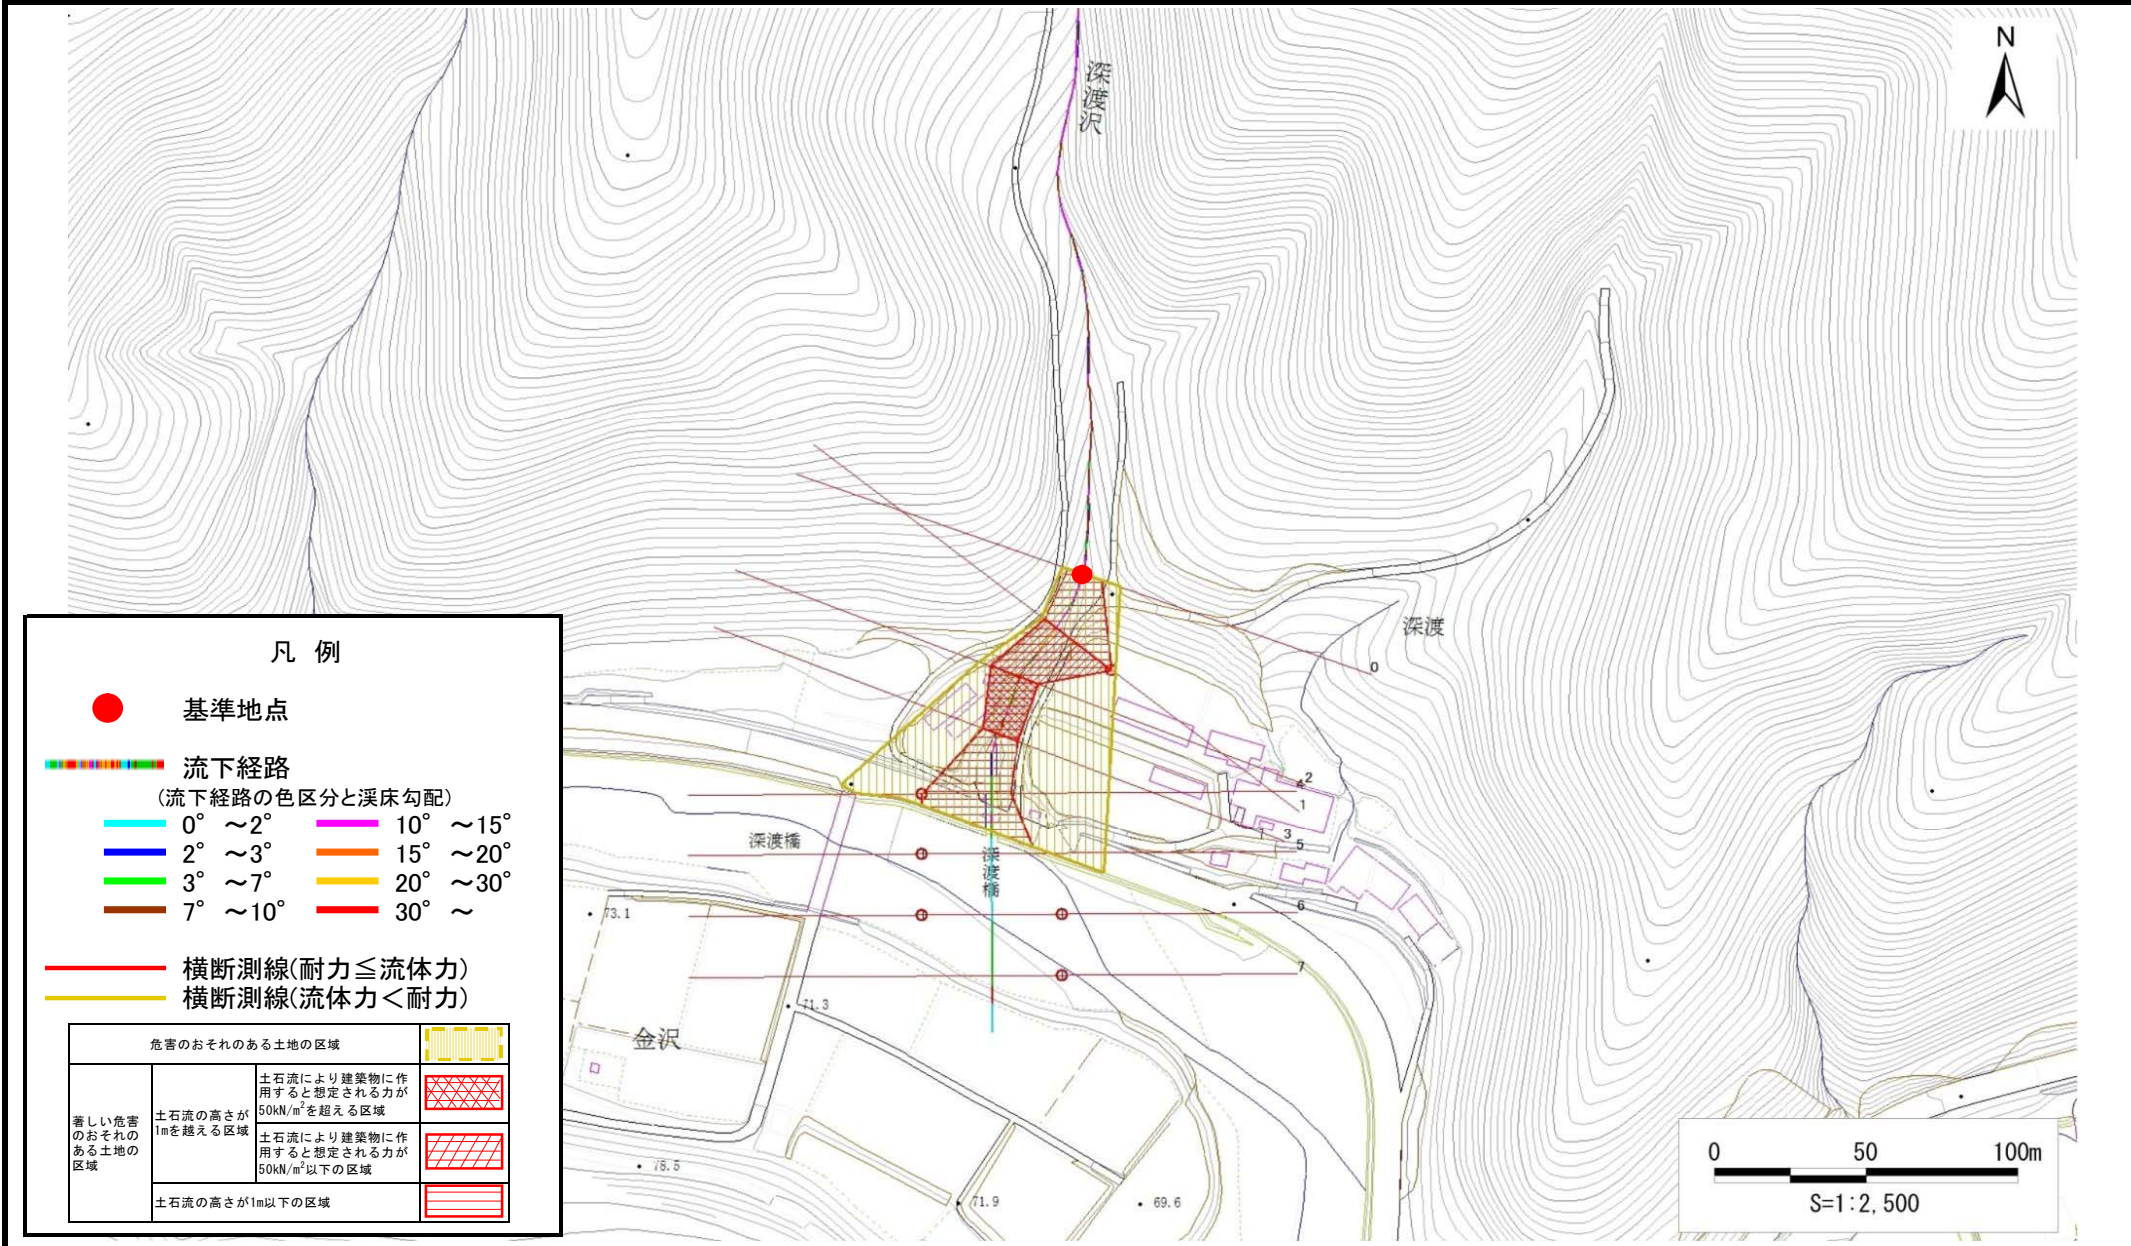 N
深渡沢
深渡
0
2
4
1
3
5
6
7
深渡橋
深渡橋
73.1
71.3
金沢
78.5
71.9
69.6
凡 例
基準地点
流下経路
(流下経路の色区分と渓床勾配)
0° ～2° 10° ～15°
2° ～3° 15° ～20°
3° ～7° 20° ～30°
7° ～10° 30° ～
横断測線(耐力≦流体力)
横断測線(流体力＜耐力)
危害のおそれのある土地の区域
著しい危害
のおそれの
ある土地の
区域
土石流の高さが
1mを越える区域
土石流により建築物に作
用すると想定される力が
50kN/m²を超える区域
土石流により建築物に作
用すると想定される力が
50kN/m²以下の区域
土石流の高さが1m以下の区域
0 50 100m
S=1:2,500